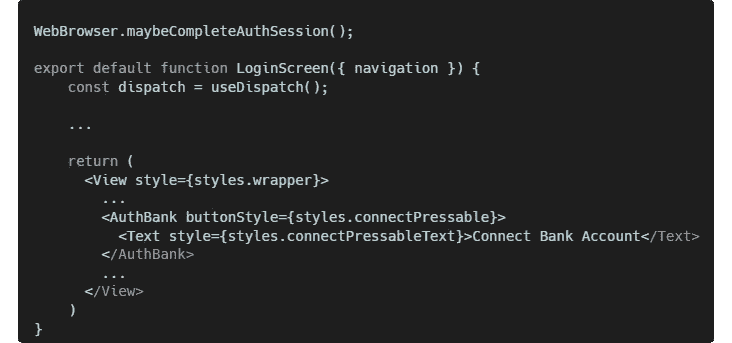 WebBrowser.maybeCompleteAuthSession();
export default function LoginScreen({ navigation }) {
const dispatch = useDispatch();
...
return (
<View style={styles.wrapper}>
...
<AuthBank buttonStyle={styles.connectPressable}>
<Text style={styles.connectPressableText}>Connect Bank Account</Text>
</AuthBank>
...
</View>
)
}